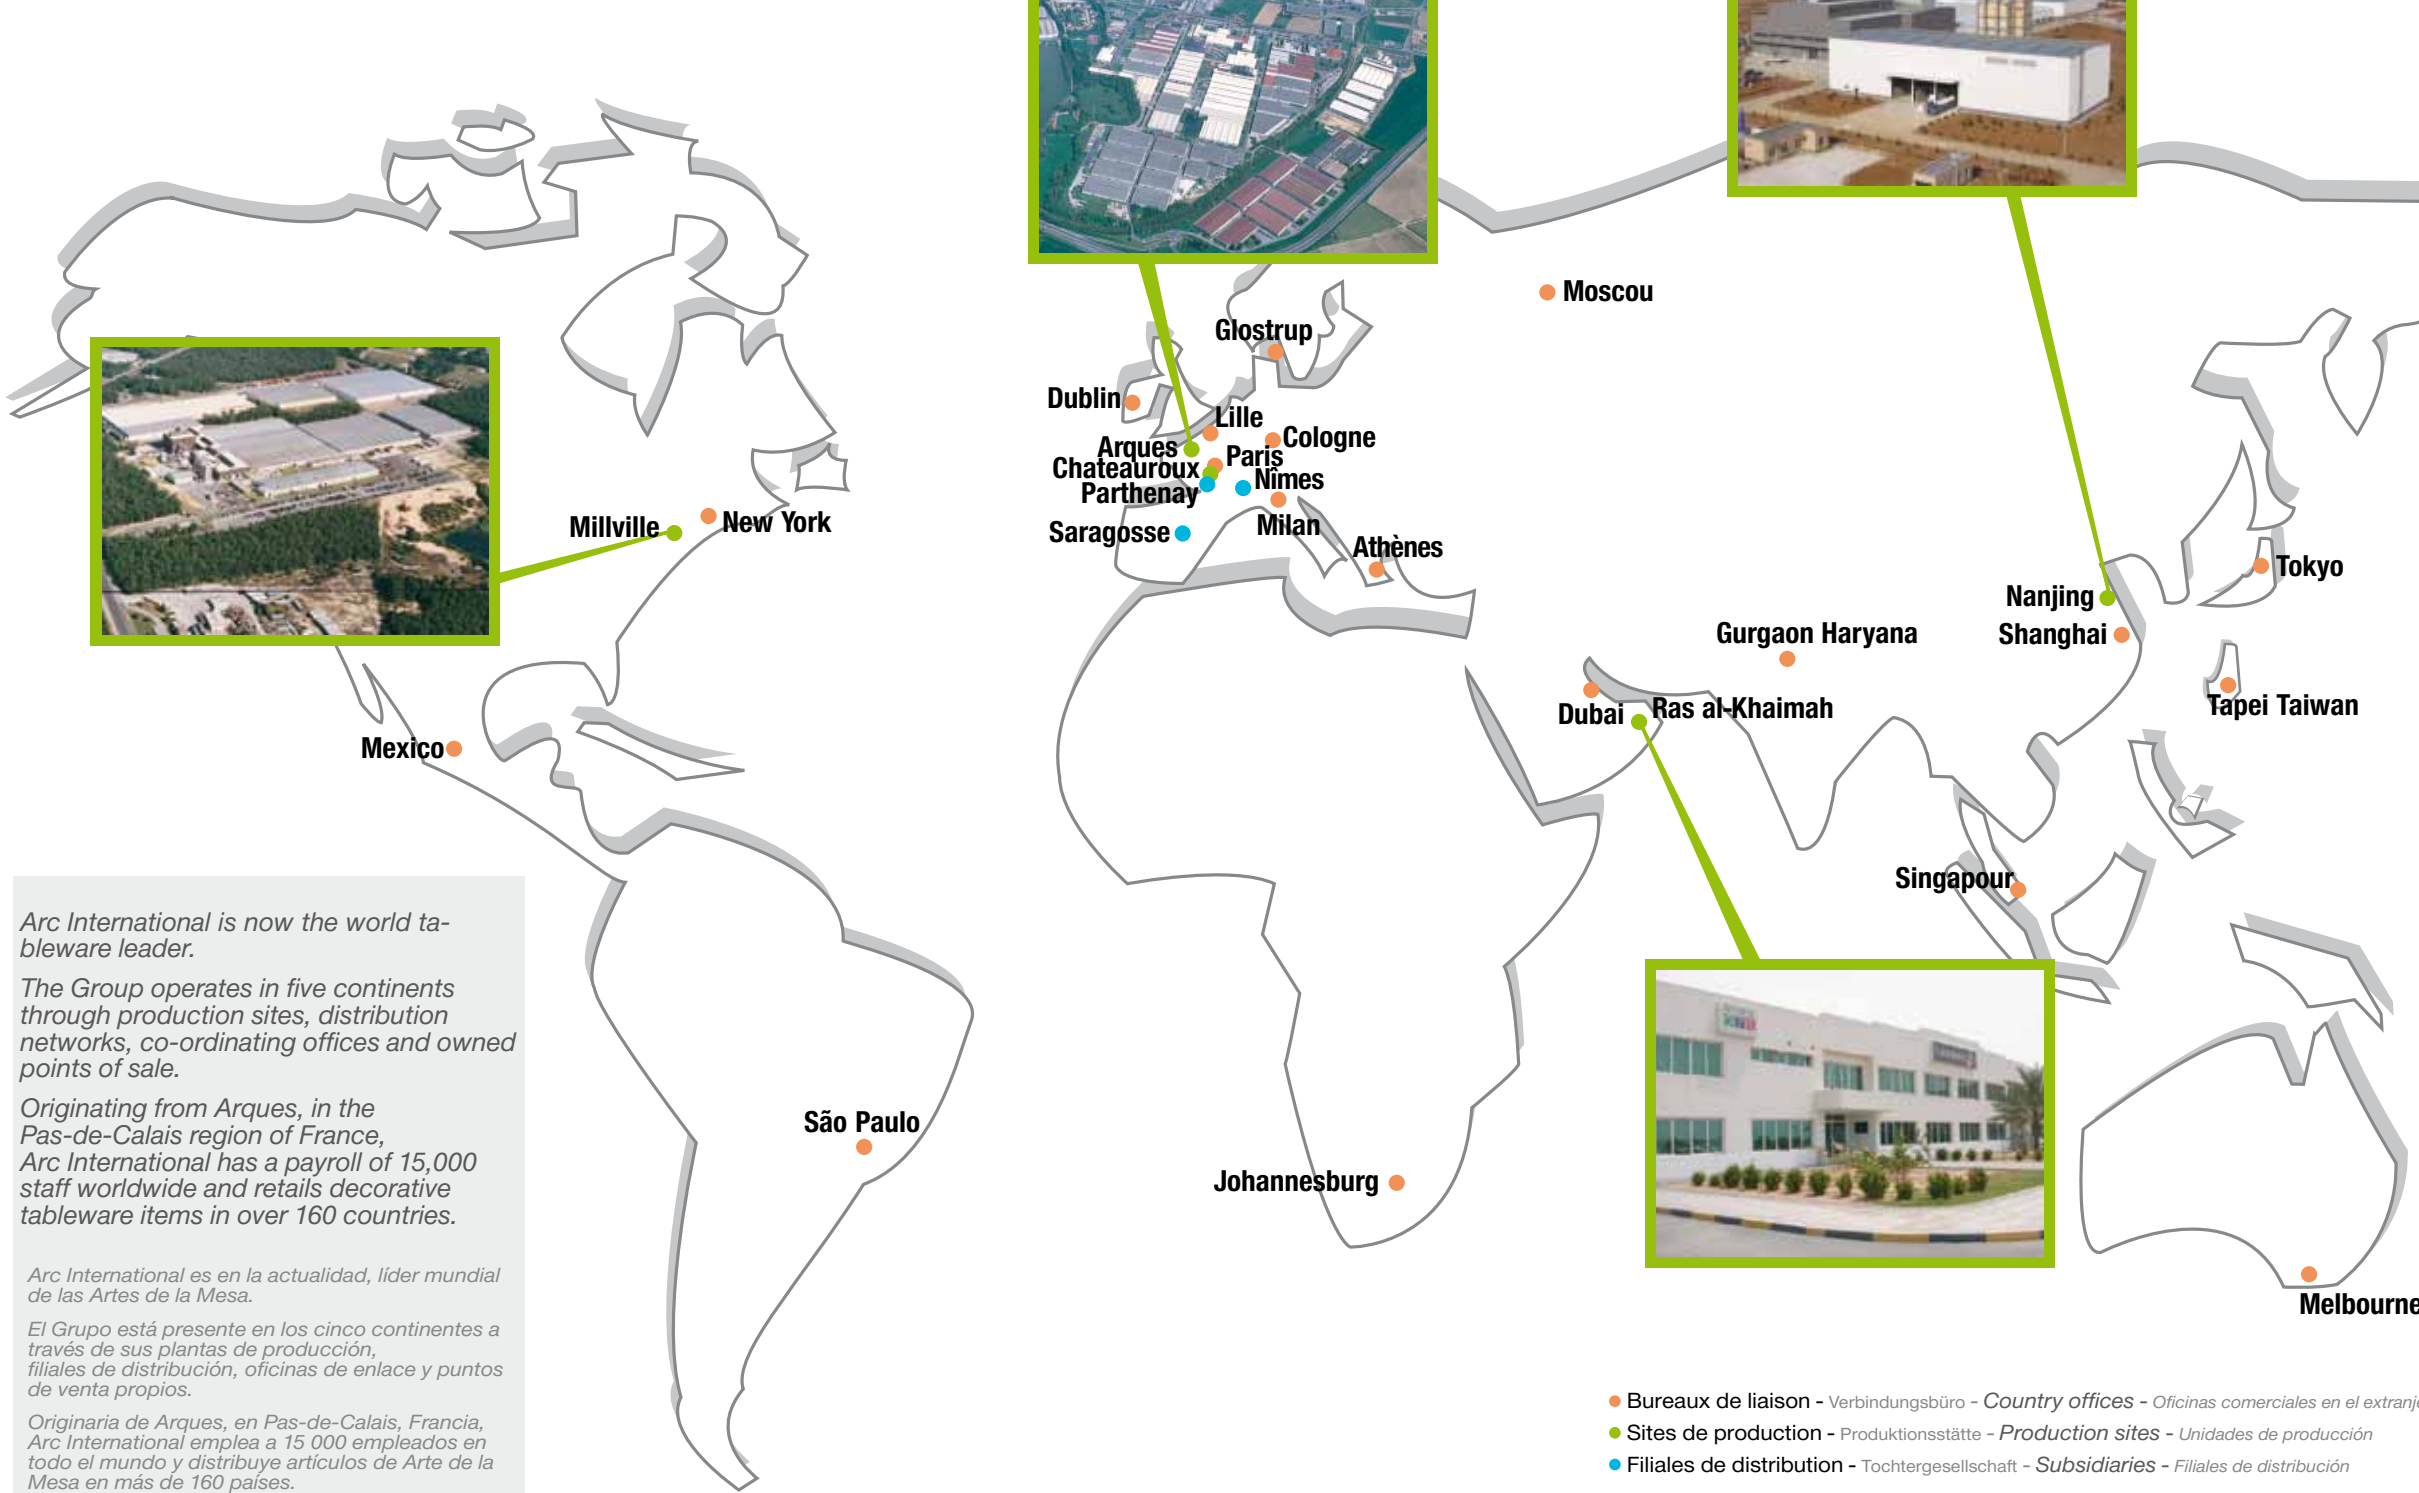 Moscou
Glostrup
Dublin
Lille
Cologne
Arques
Paris
Chateauroux
Nîmes
Parthenay
Millville
New York
Saragosse
Milan
Athènes
Tokyo
Nanjing
Gurgaon Haryana
Shanghai
Dubai
Ras al-Khaimah
Tapei Taiwan
Mexico
Singapour
São Paulo
Johannesburg
Melbourne
Arc International is now the world ta-
bleware leader.
The Group operates in five continents
through production sites, distribution
networks, co-ordinating offices and owned
points of sale.
Originating from Arques, in the
Pas-de-Calais region of France,
Arc International has a payroll of 15,000
staff worldwide and retails decorative
tableware items in over 160 countries.
Arc International es en la actualidad, líder mundial
de las Artes de la Mesa.
El Grupo está presente en los cinco continentes a
través de sus plantas de producción,
filiales de distribución, oficinas de enlace y puntos
de venta propios.
Originaria de Arques, en Pas-de-Calais, Francia,
Arc International emplea a 15 000 empleados en
todo el mundo y distribuye artículos de Arte de la
Mesa en más de 160 países.
Bureaux de liaison - Verbindungsbüro - Country offices - Oficinas comerciales en el extranje
Sites de production - Produktionsstätte - Production sites - Unidades de producción
Filiales de distribution - Tochtergesellschaft - Subsidiaries - Filiales de distribución